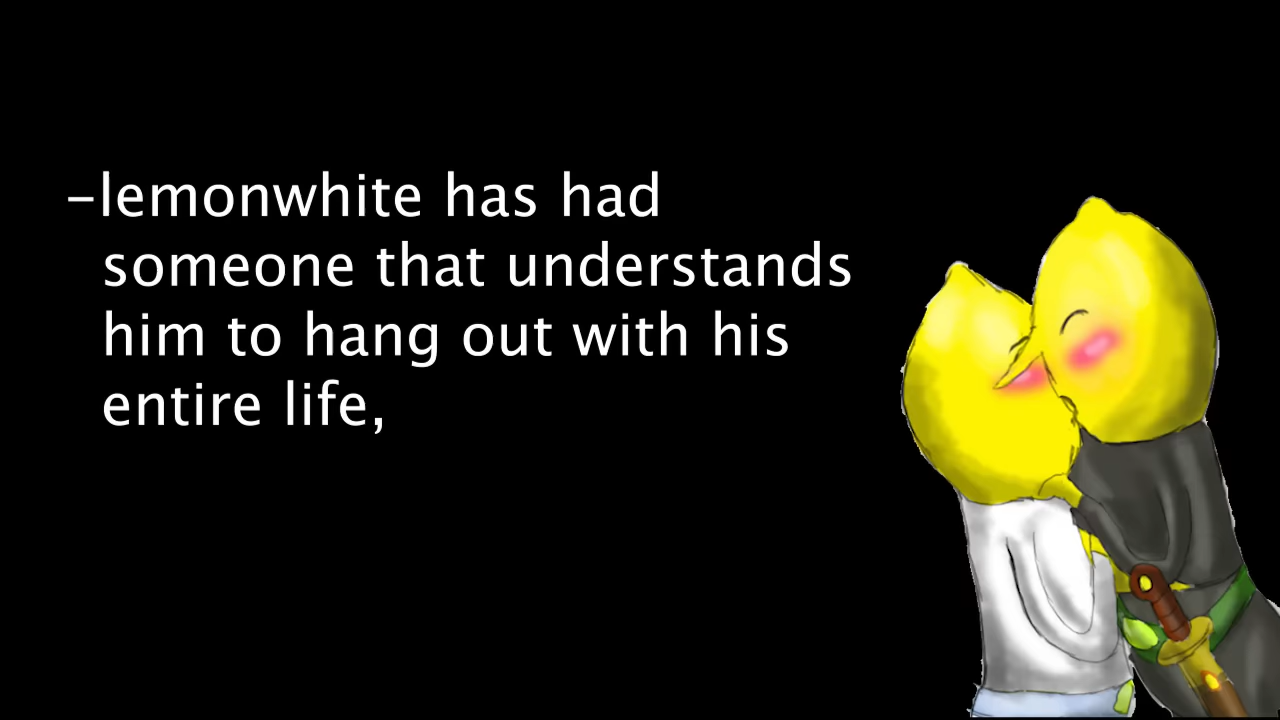 -lemonwhite has had
someone that understands
him to hang out with his
entire life,